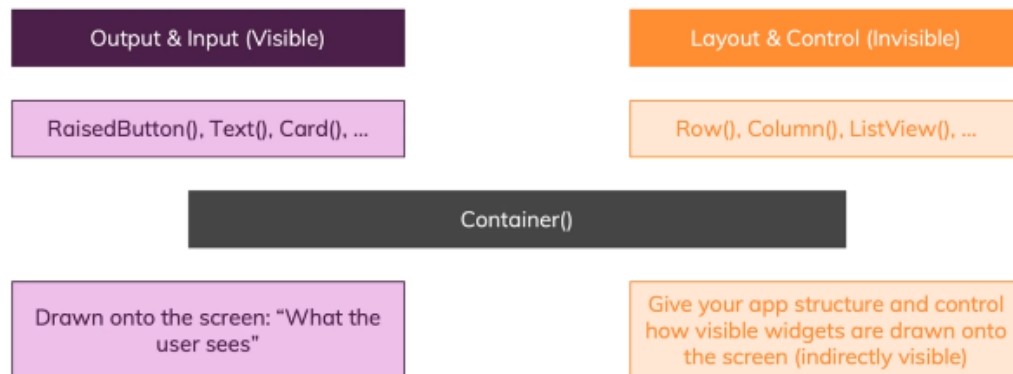 Output & Input (Visible)
Layout & Control (Invisible)
RaisedButton(), Text(), Card(), ...
Row(), Column(), ListView(), ...
Container()
Drawn onto the screen: “What the
user sees”
Give your app structure and control
how visible widgets are drawn onto
the screen (indirectly visible)